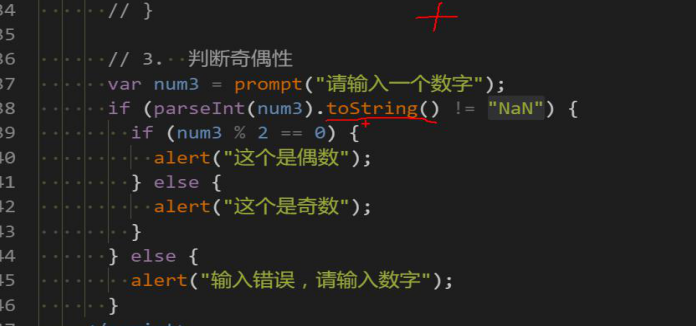 34 // }
35
36 // 3. 判断奇偶性
37 var num3 = prompt("请输入一个数字");
38 if (parseInt(num3).toString() != "NaN") {
39 if (num3 % 2 == 0) {
40 alert("这个是偶数");
41 } else {
42 alert("这个是奇数");
43 }
44 } else {
45 alert("输入错误，请输入数字");
46 }